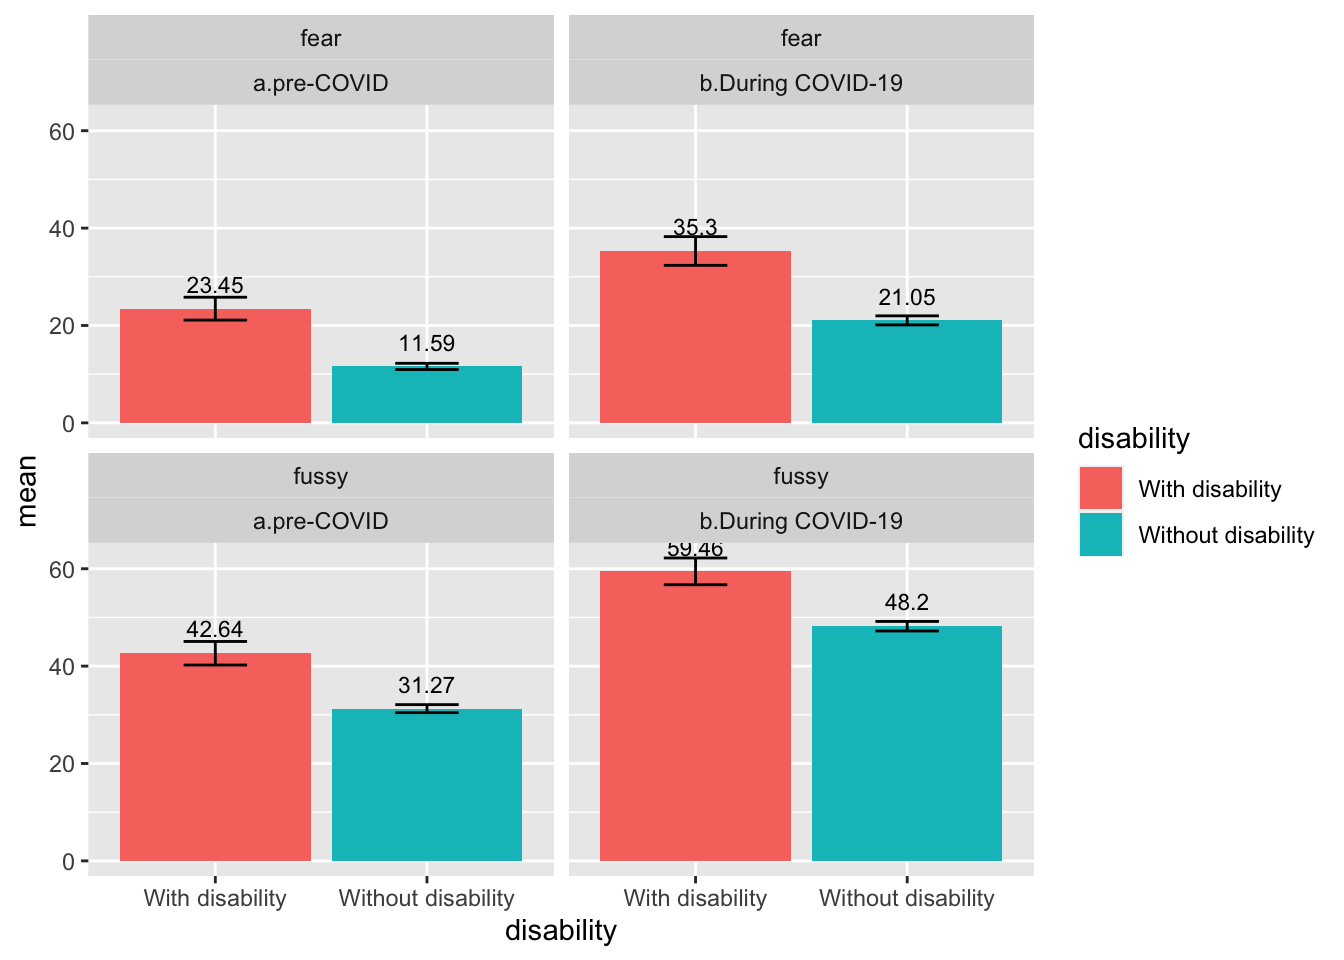 fear
fear
a.pre-COVID
b.During COVID-19
60
40
20
0
23.45
11.59
35.3
21.05
mean
fussy
fussy
a.pre-COVID
b.During COVID-19
60
40
20
0
42.64
31.27
59.46
48.2
With disability
Without disability
With disability
Without disability
disability
disability
With disability
Without disability